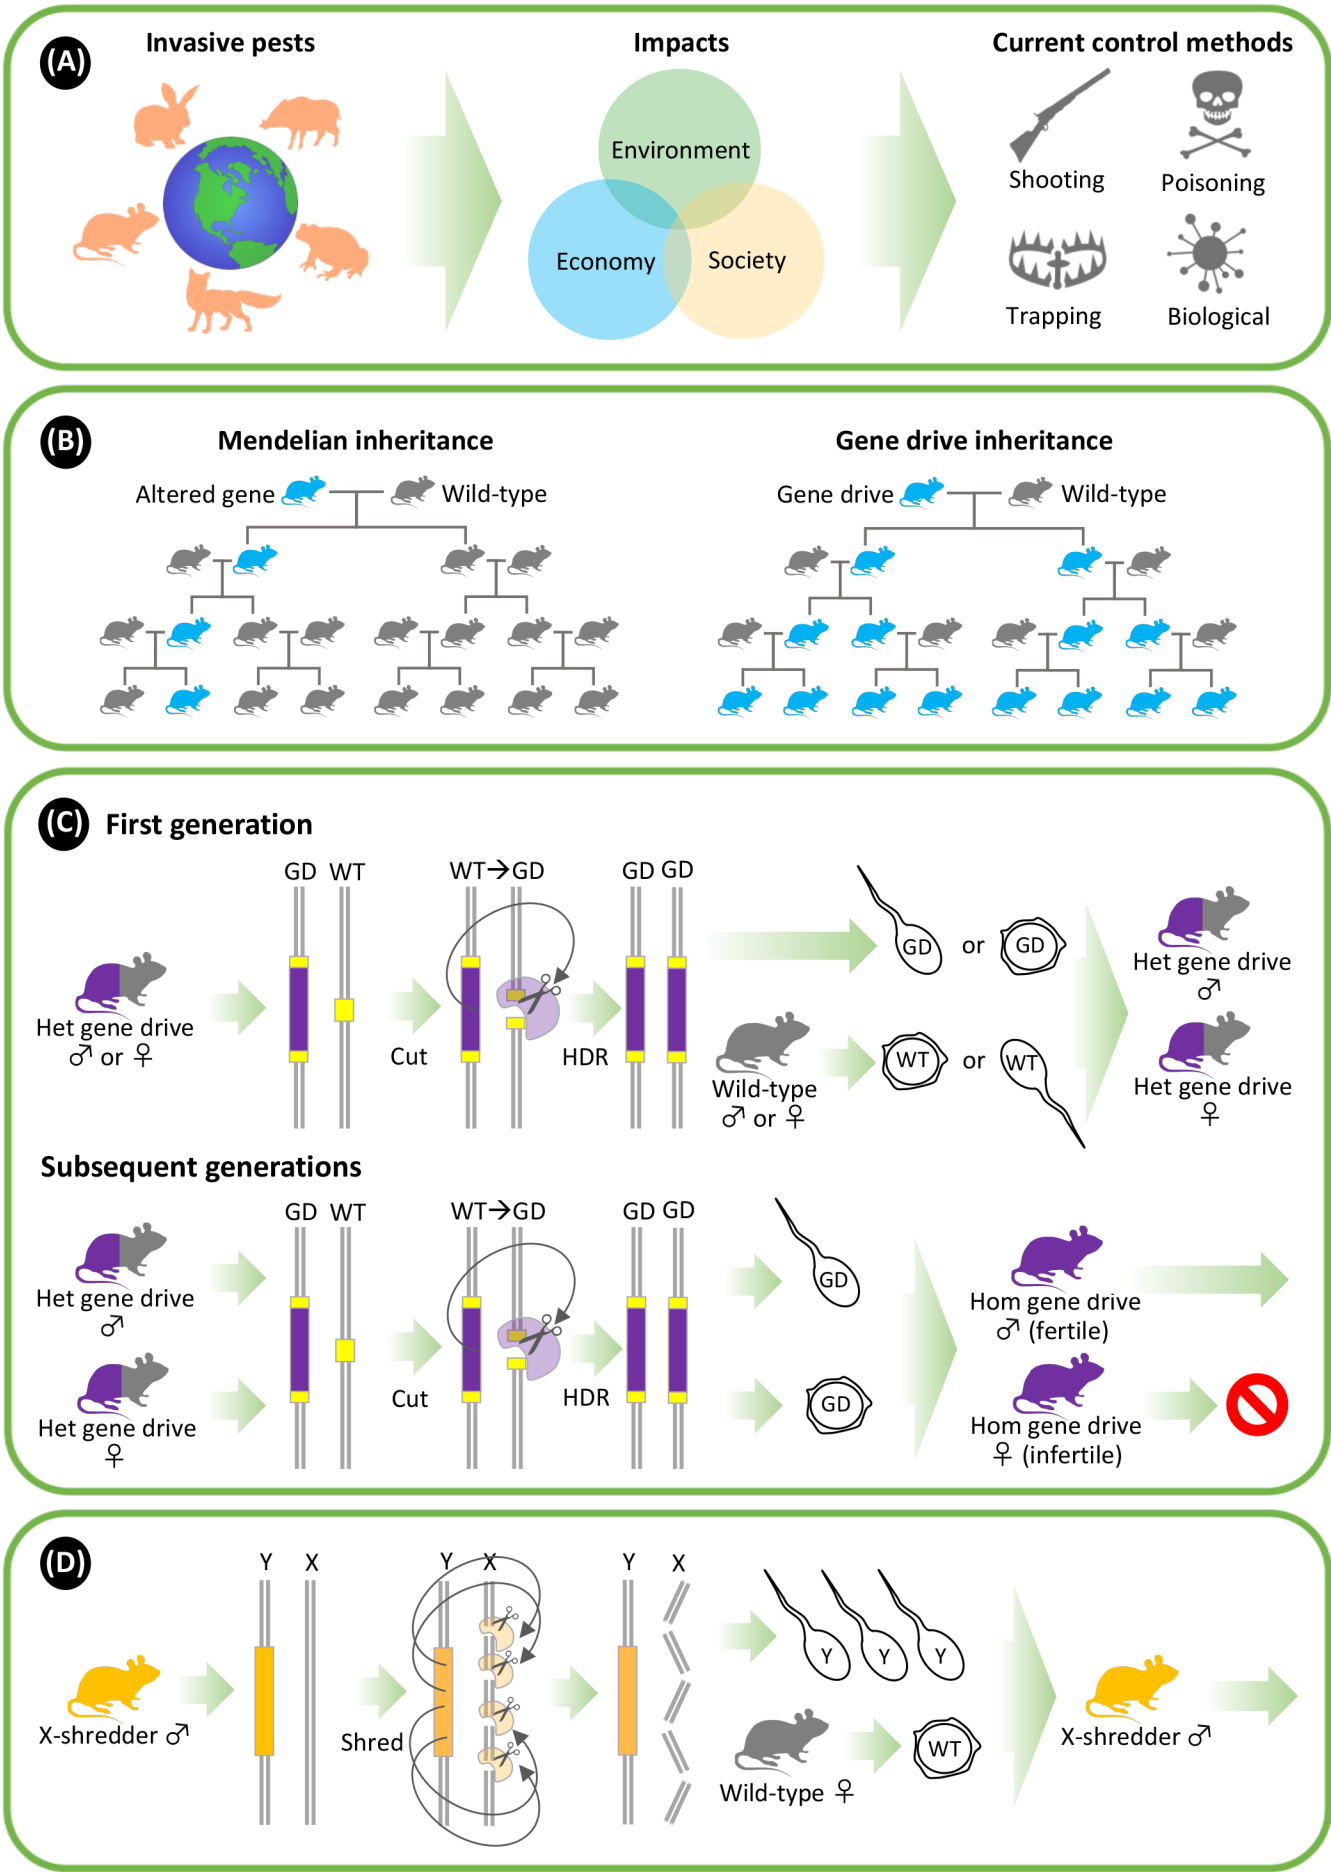 (A)
Invasive pests
Impacts
Current control methods
Environment
Economy
Society
Shooting
Poisoning
Trapping
Biological
(B)
Mendelian inheritance
Gene drive inheritance
Altered gene
Wild-type
Gene drive
Wild-type
(C) First generation
GD WT
WT→GD
GD GD
Het gene drive
♂ or ♀
Cut
HDR
GD or GD
Wild-type
♂ or ♀
WT or WT
Het gene drive
♂
Het gene drive
♀
Subsequent generations
GD WT
WT→GD
GD GD
Het gene drive
♂
Het gene drive
♀
Cut
HDR
GD
GD
Hom gene drive
♂ (fertile)
Hom gene drive
♀ (infertile)
(D)
Y X
Y X
Y X
X-shredder ♂
Shred
Y Y Y
Wild-type ♀
WT
X-shredder ♂